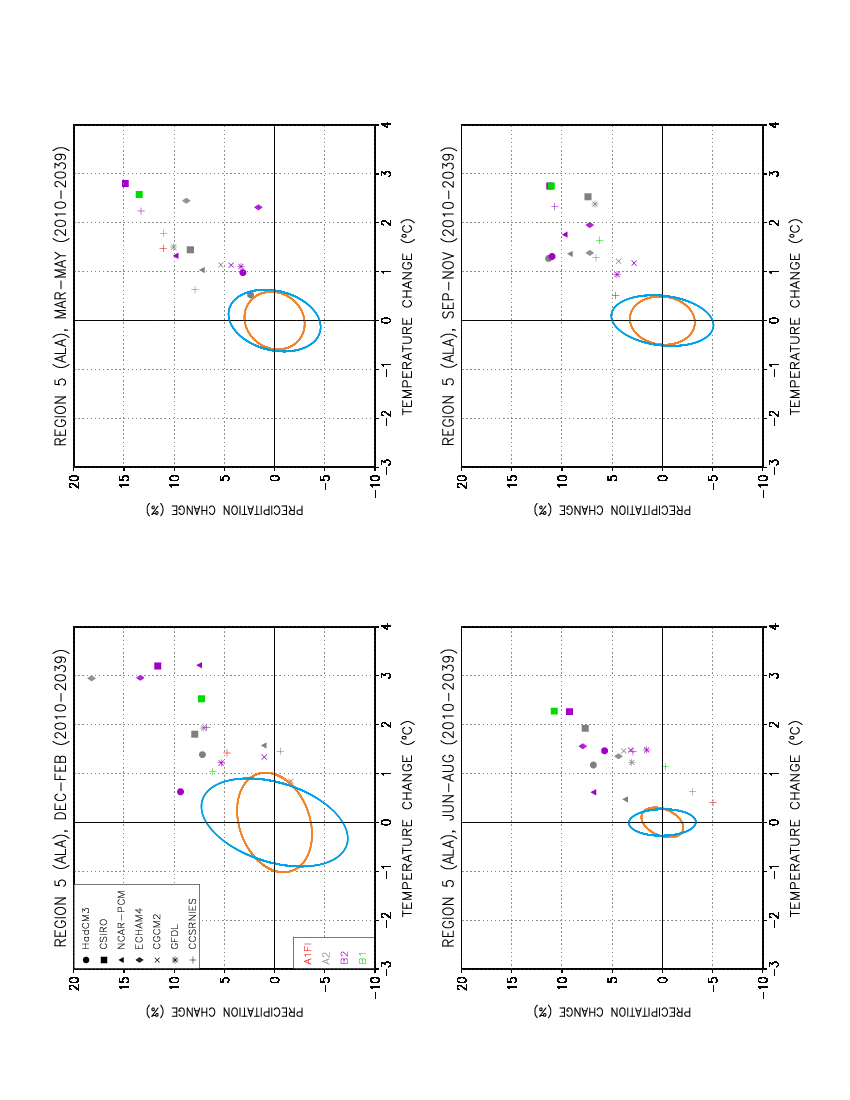 REGION 5 (ALA), DEC-FEB (2010-2039)
PRECIPITATION CHANGE (%)
20
15
10
5
0
-5
-10
-3
-2
-1
0
1
2
3
4
TEMPERATURE CHANGE (ºC)
HadCM3
CSIRO
NCAR-PCM
ECHAM4
CGCM2
GFDL
CCSRNIES
A1FI
A2
B2
B1
REGION 5 (ALA), MAR-MAY (2010-2039)
PRECIPITATION CHANGE (%)
20
15
10
5
0
-5
-10
-3
-2
-1
0
1
2
3
4
TEMPERATURE CHANGE (ºC)
REGION 5 (ALA), JUN-AUG (2010-2039)
PRECIPITATION CHANGE (%)
20
15
10
5
0
-5
-10
-3
-2
-1
0
1
2
3
4
TEMPERATURE CHANGE (ºC)
REGION 5 (ALA), SEP-NOV (2010-2039)
PRECIPITATION CHANGE (%)
20
15
10
5
0
-5
-10
-3
-2
-1
0
1
2
3
4
TEMPERATURE CHANGE (ºC)